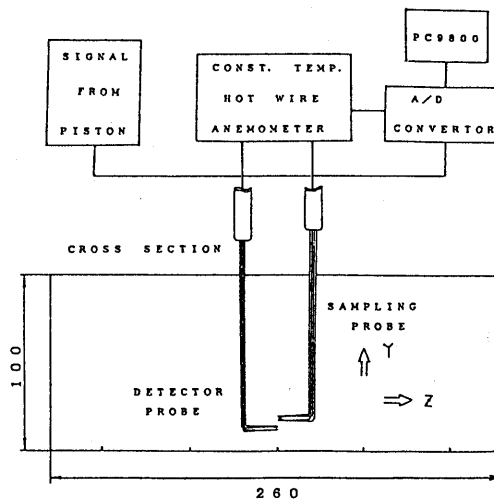 PC9800
SIGNAL
FROM
PISTON
CONST. TEMP.
HOT WIRE
ANEMOMETER
A/D
CONVERTOR
CROSS SECTION
SAMPLING
PROBE
Y
Z
DETECTOR
PROBE
100
260